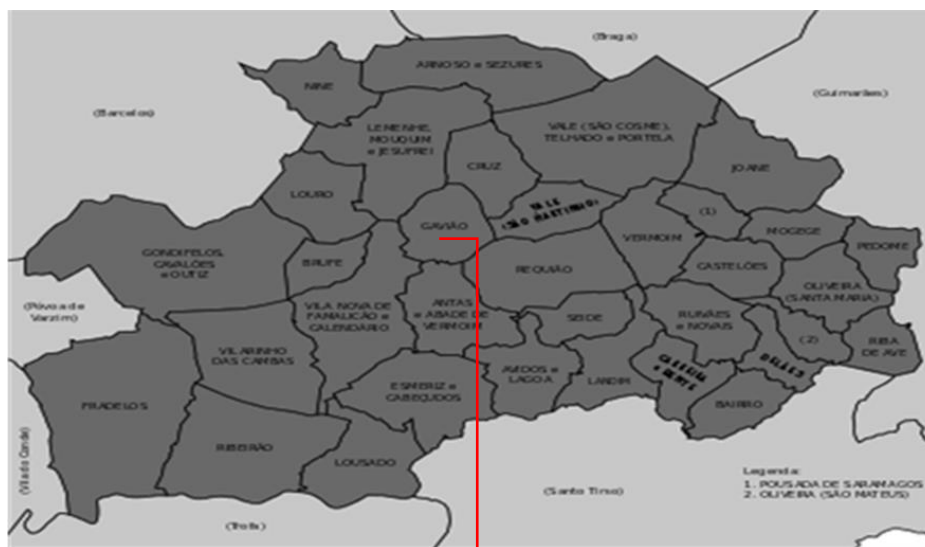 (Braga)
ARNOSO e SEZURES
NINE
(Guimarães)
(Barcelos)
LEMENHE,
MOUQUIM
e JESUFREI
VALE (SÃO COSME),
TELHADO e PORTELA
CRUZ
JOANE
LOURO
VALE
(SÃO MARTINHO)
(1)
GAVIÃO
VERMOIM
MOGEGE
PEDOME
GONDIFELOS,
CAVALÕES
e OUTIZ
BRUFE
REQUIÃO
CASTELÕES
OLIVEIRA
(SANTA MARIA)
(Póvoa de
Varzim)
VILA NOVA DE
FAMALICÃO e
CALENDÁRIO
ANTAS
e ABADE DE
VERMOIM
SEIDE
RUIVÃES
e NOVAIS
(2)
RIBA
DE AVE
VILARINHO
DAS CAMBAS
AVIDOS e
LAGOA
LANDIM
CARREIRA
e BENTE
DELÃES
ESMERIZ e
CABEÇUDOS
FRADELOS
BAIRRO
RIBEIRÃO
LOUSADO
(Vila do Conde)
(Santo Tirso)
(Trofa)
Legenda:
1. POUSADA DE SARAMAGOS
2. OLIVEIRA (SÃO MATEUS)